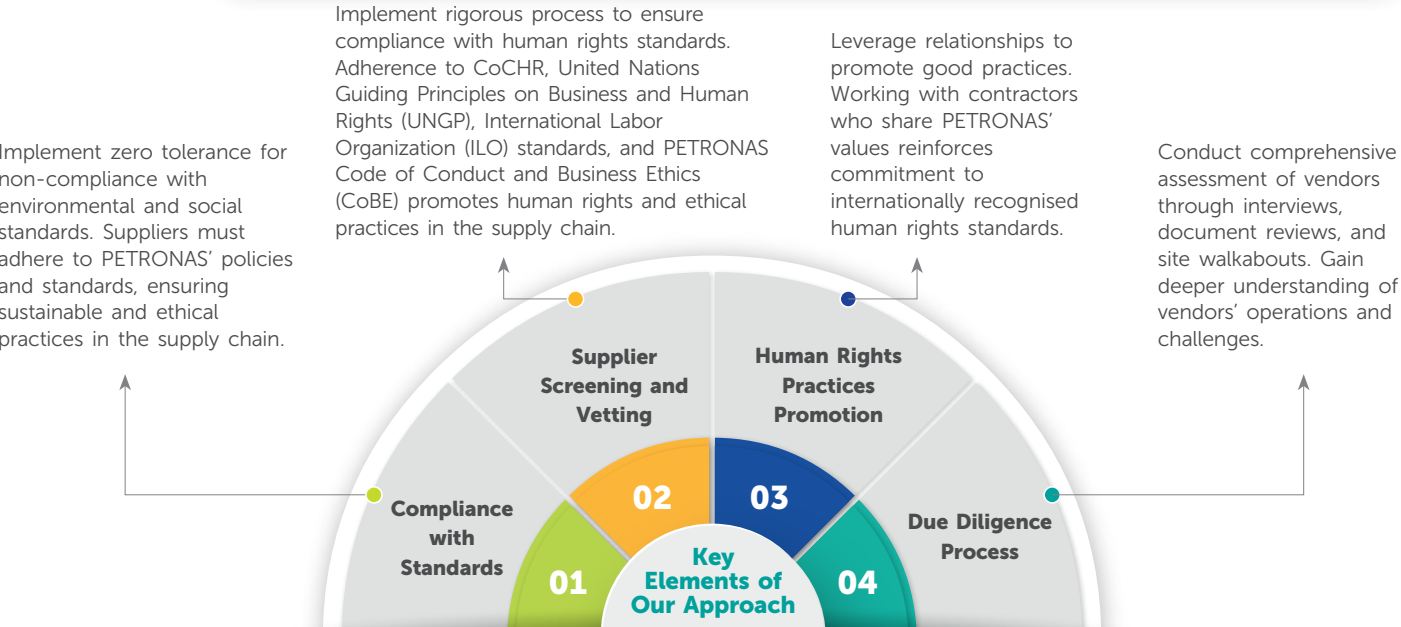 Implement rigorous process to ensure
compliance with human rights standards.
Adherence to CoCHR, United Nations
Guiding Principles on Business and Human
Rights (UNGP), International Labor
Organization (ILO) standards, and PETRONAS
Code of Conduct and Business Ethics
(CoBE) promotes human rights and ethical
practices in the supply chain.
Leverage relationships to
promote good practices.
Working with contractors
who share PETRONAS’
values reinforces
commitment to
internationally recognised
human rights standards.
Implement zero tolerance for
non-compliance with
environmental and social
standards. Suppliers must
adhere to PETRONAS’ policies
and standards, ensuring
sustainable and ethical
practices in the supply chain.
Conduct comprehensive
assessment of vendors
through interviews,
document reviews, and
site walkabouts. Gain
deeper understanding of
vendors’ operations and
challenges.
Supplier
Screening and
Vetting
Human Rights
Practices
Promotion
Compliance
with
Standards
Due Diligence
Process
01
02
03
04
Key
Elements of
Our Approach